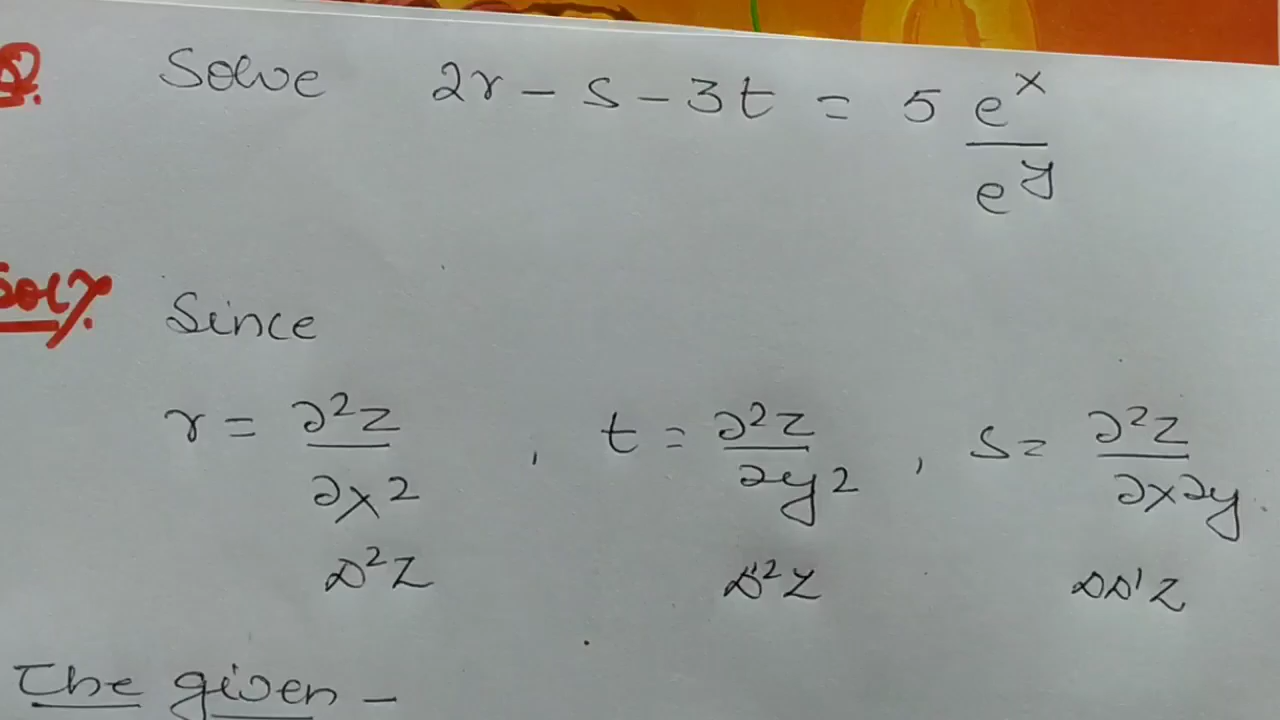 Q. Solve 2r - s - 3t = 5 e^x / e^y
Sol^n. Since
r = ∂²z/∂x² , t = ∂²z/∂y² , s = ∂²z/∂x∂y.
D²z D'²z DD'z
The given -